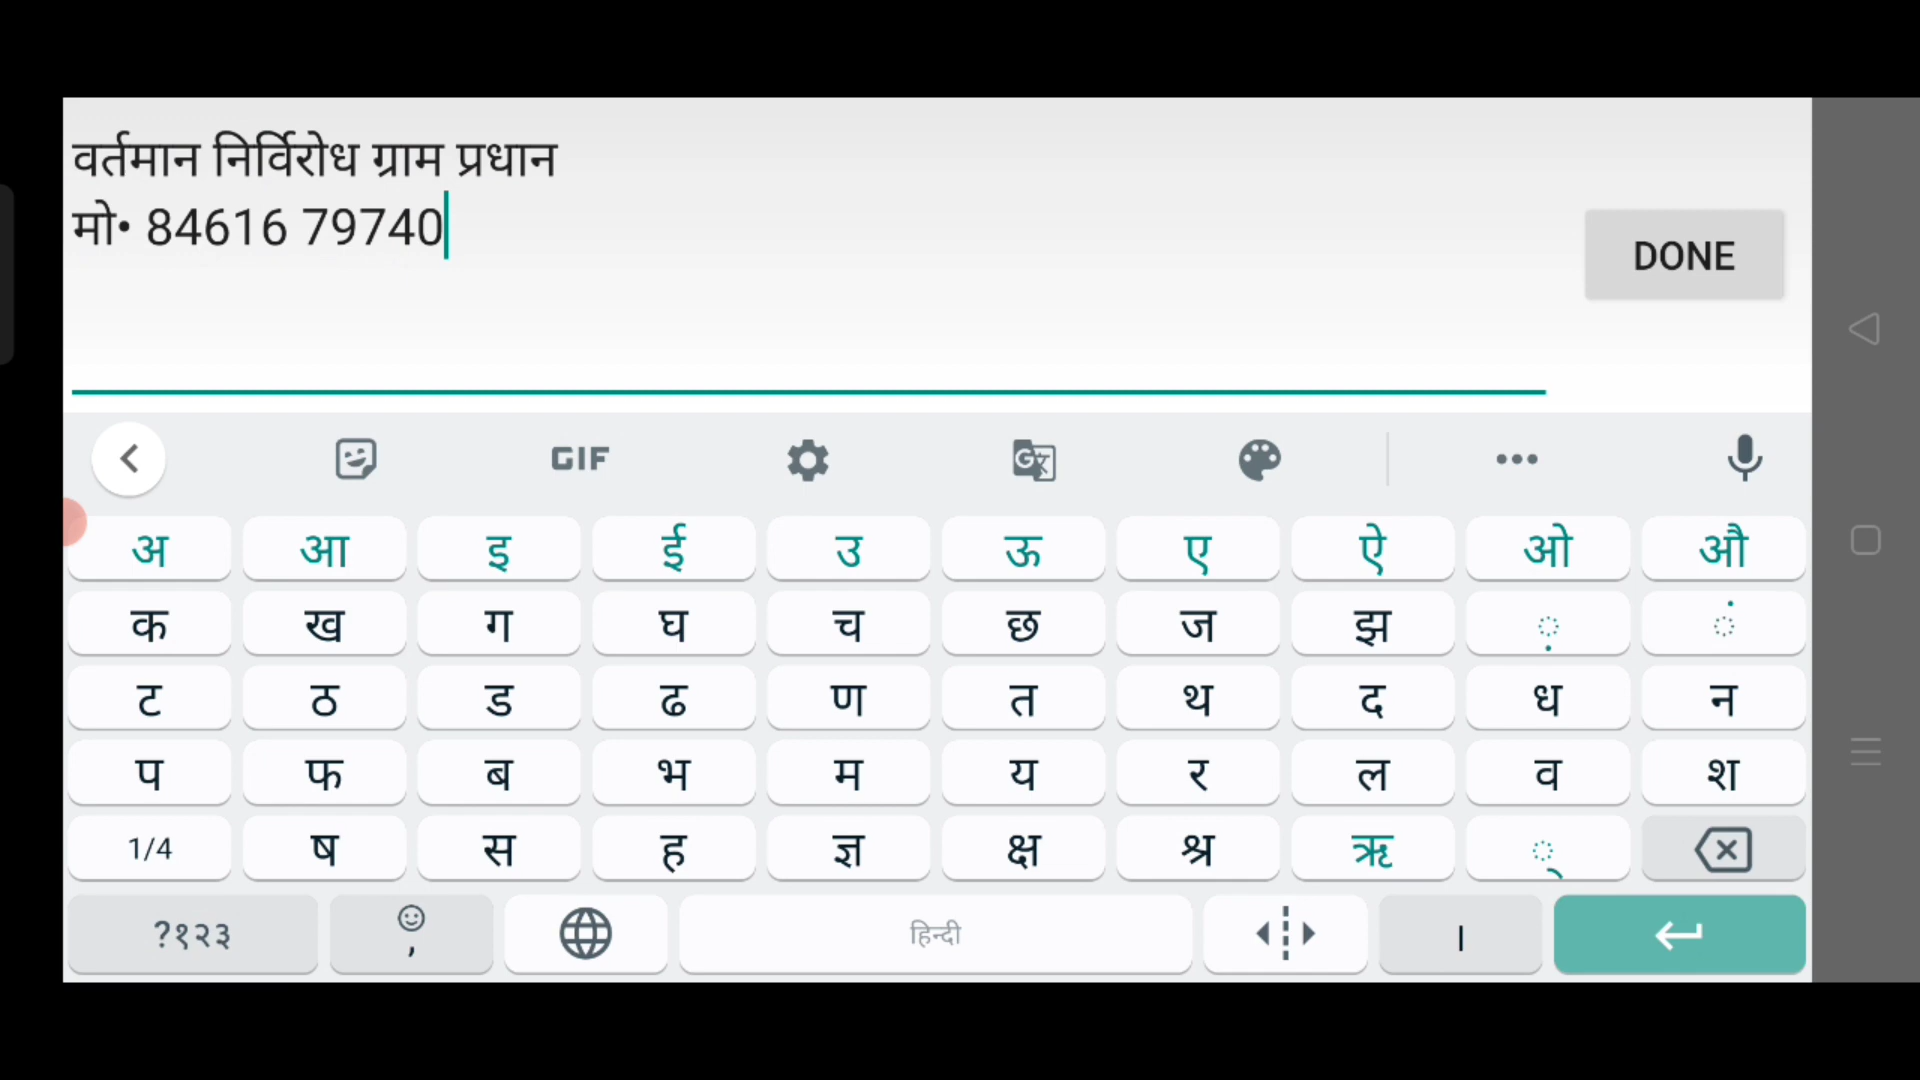 वर्तमान निर्विरोध ग्राम प्रधान
मो• 84616 79740
DONE
GIF
अ आ इ ई उ ऊ ए ऐ ओ औ
क ख ग घ च छ ज झ ़ ं
ट ठ ड ढ ण त थ द ध न
प फ ब भ म य र ल व श
1/4 ष स ह ज्ञ क्ष श्र ऋ ्
?१२३ , हिन्दी ।